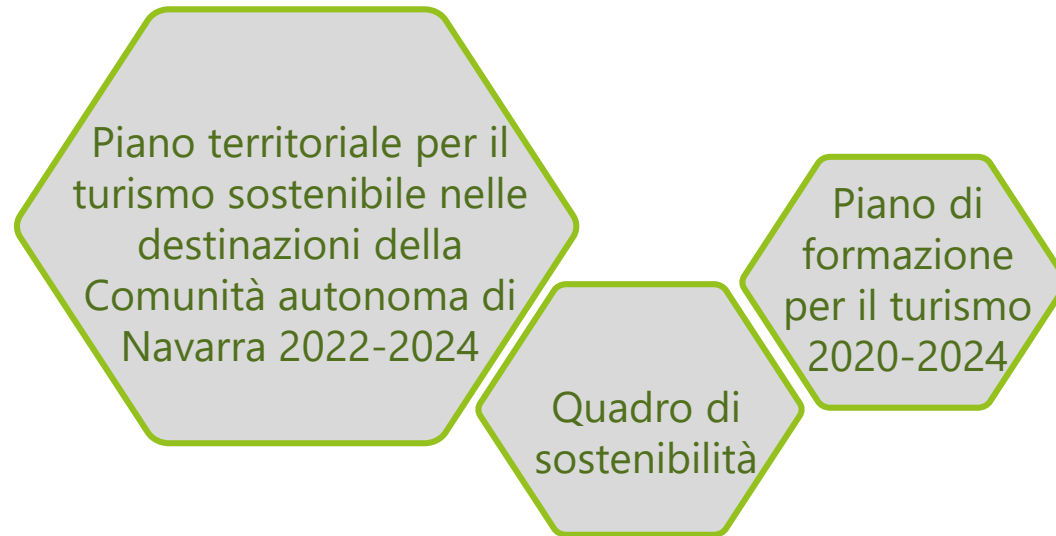 Piano territoriale per il
turismo sostenibile nelle
destinazioni della
Comunità autonoma di
Navarra 2022-2024
Quadro di
sostenibilità
Piano di
formazione
per il turismo
2020-2024